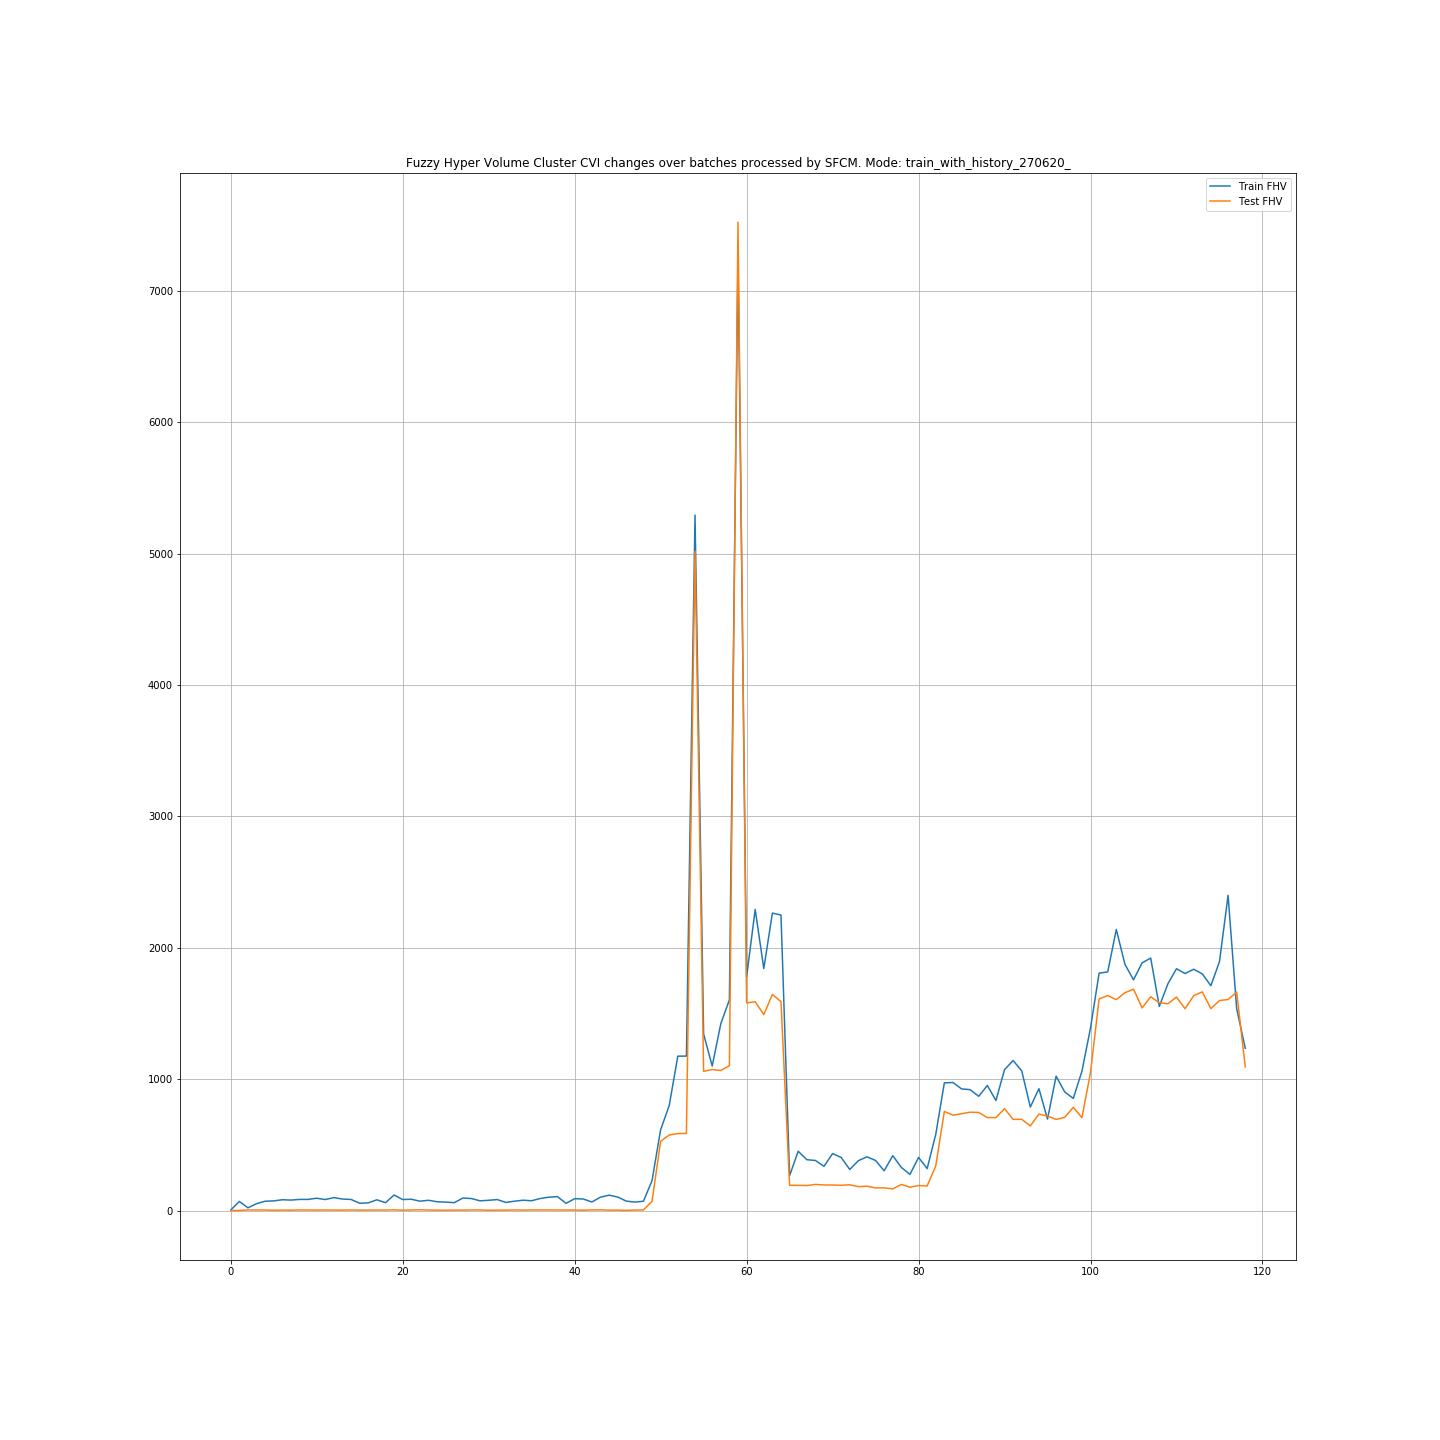 Fuzzy Hyper Volume Cluster CVI changes over batches processed by SFCM. Mode: train_with_history_270620_
Train FHV
Test FHV
7000
6000
5000
4000
3000
2000
1000
0
0 20 40 60 80 100 120